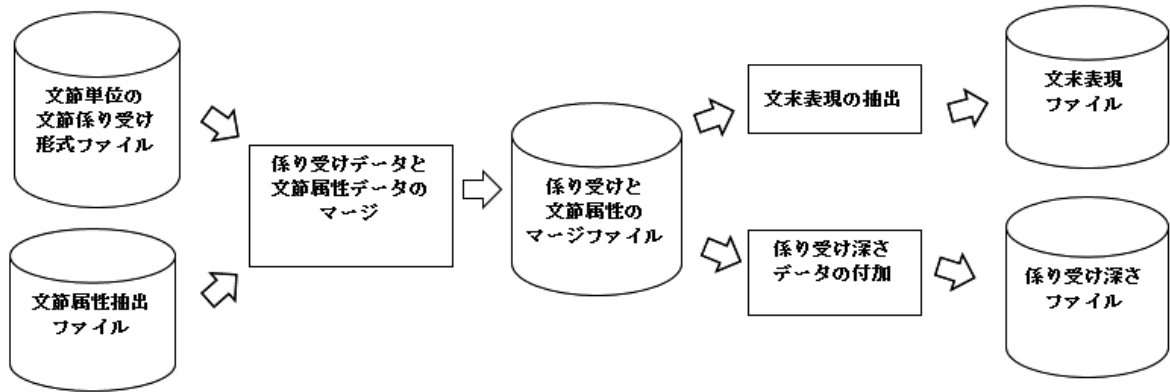 文節単位の
文節係り受け
形式ファイル
文節属性抽出
ファイル
係り受けデータと
文節属性データの
マージ
係り受けと
文節属性の
マージファイル
文末表現の抽出
係り受け深さ
データの付加
文末表現
ファイル
係り受け深さ
ファイル